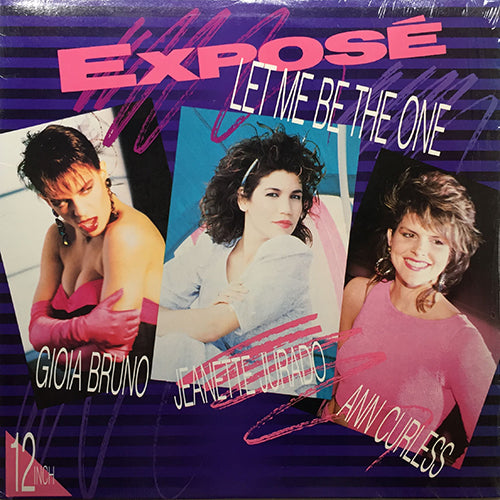 EXPOSÉ
LET ME BE THE ONE
GIOIA BRUNO
JEANETTE JURADO
ANN CURLESS
12
INCH